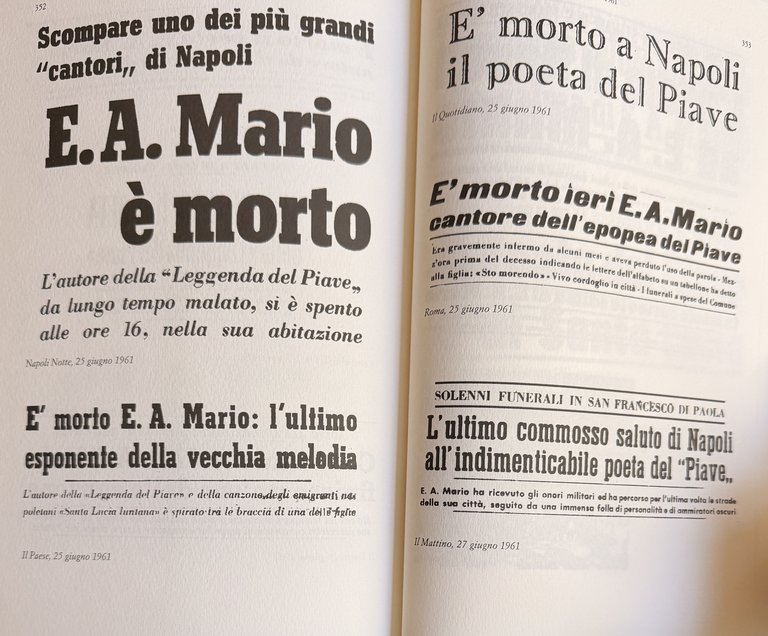 352
Scompare uno dei più grandi
“cantori„ di Napoli
E. A. Mario
è morto
L'autore della “Leggenda del Piave„
da lungo tempo malato, si è spento
alle ore 16, nella sua abitazione
Napoli Notte, 25 giugno 1961
E' morto E. A. Mario: l'ultimo
esponente della vecchia melodia
L'autore della «Leggenda del Piave» e della canzone degli emigranti na-
poletani «Santa Lucia luntana» è spirato tra le braccia di una delle figlie
Il Paese, 25 giugno 1961
1961
353
E' morto a Napoli
il poeta del Piave
Il Quotidiano, 25 giugno 1961
E' morto ieri E. A. Mario
cantore dell'epopea del Piave
Era gravemente infermo da alcuni mesi e aveva perduto l'uso della parola - Mez-
z'ora prima del decesso indicando le lettere dell'alfabeto su un tabellone ha detto
alla figlia: «Sto morendo» - Vivo cordoglio in città - I funerali a spese del Comune
Roma, 25 giugno 1961
SOLENNI FUNERALI IN SAN FRANCESCO DI PAOLA
L'ultimo commosso saluto di Napoli
all'indimenticabile poeta del “Piave„
E. A. Mario ha ricevuto gli onori militari ed ha percorso per l'ultima volta le strade
della sua città, seguito da una immensa folla di personalità e di ammiratori oscuri
Il Mattino, 27 giugno 1961